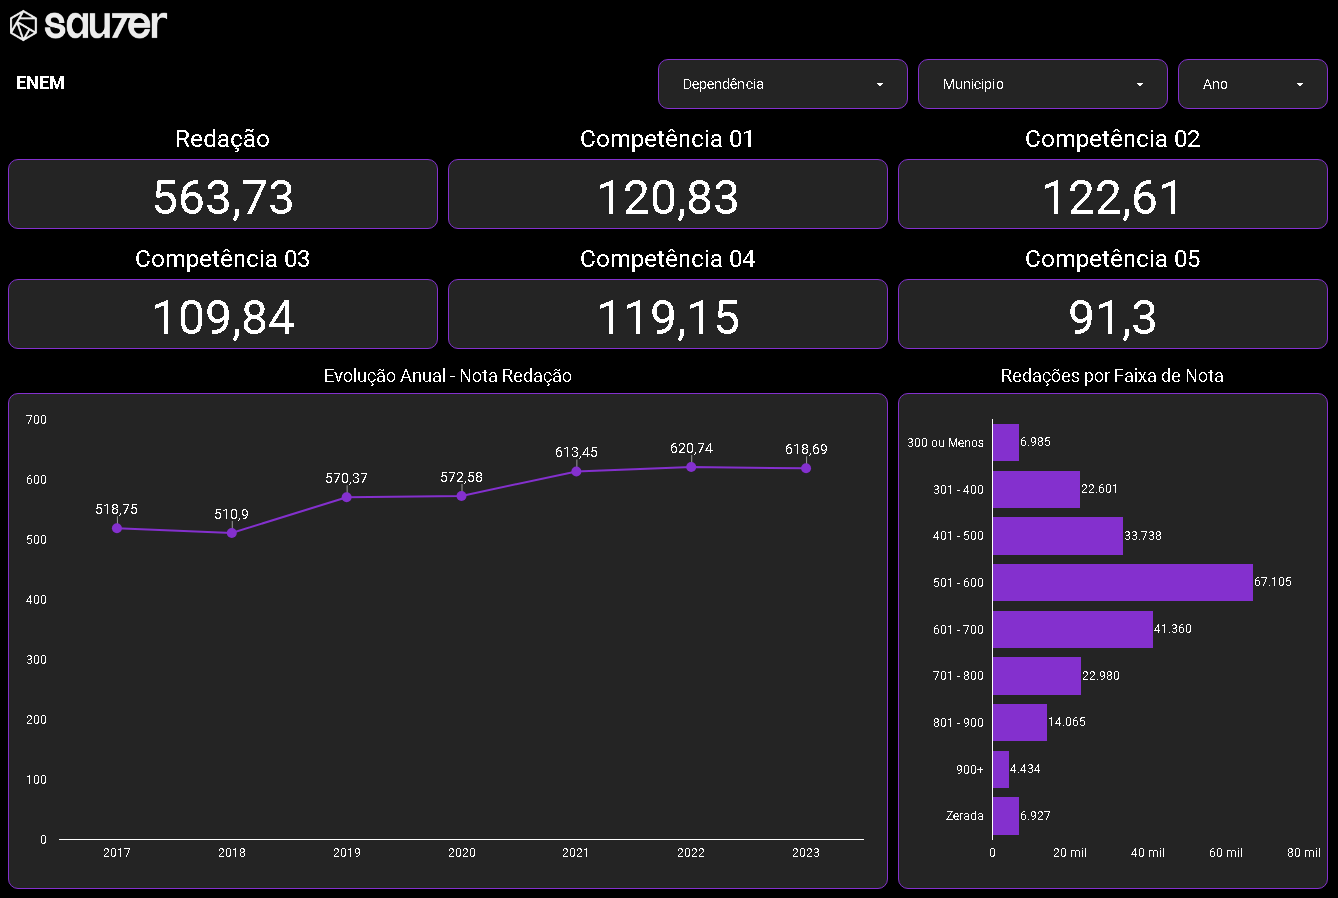 sauzer
ENEM
Dependência
Municipio
Ano
Redação
Competência 01
Competência 02
563,73
120,83
122,61
Competência 03
Competência 04
Competência 05
109,84
119,15
91,3
Evolução Anual - Nota Redação
700
600
500
400
300
200
100
0
518,75
510,9
570,37
572,58
613,45
620,74
618,69
2017
2018
2019
2020
2021
2022
2023
Redações por Faixa de Nota
300 ou Menos 6.985
301 - 400 22.601
401 - 500 33.738
501 - 600 67.105
601 - 700 41.360
701 - 800 22.980
801 - 900 14.065
900+ 4.434
Zerada 6.927
0
20 mil
40 mil
60 mil
80 mil